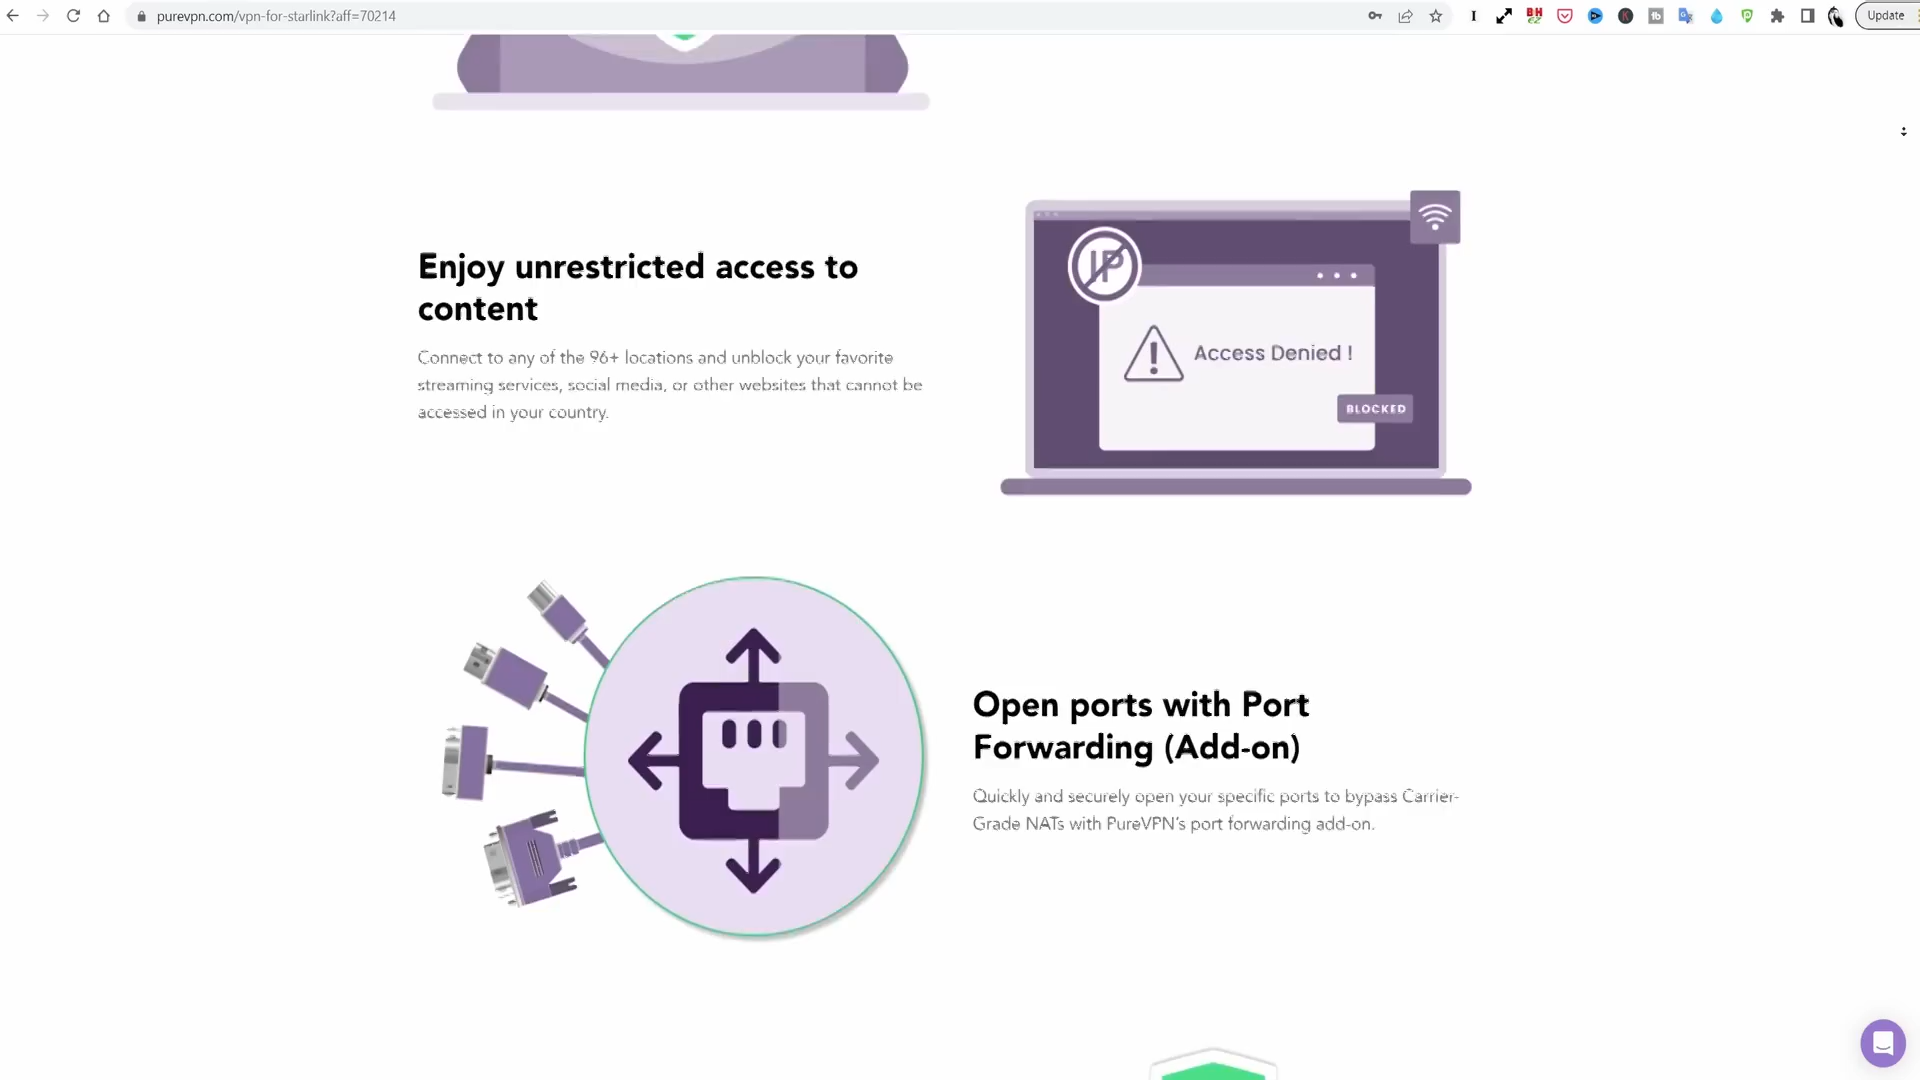 purevpn.com/vpn-for-starlink?aff=70214
Update
Enjoy unrestricted access to
content
Connect to any of the 96+ locations and unblock your favorite
streaming services, social media, or other websites that cannot be
accessed in your country.
IP
Access Denied !
BLOCKED
Open ports with Port
Forwarding (Add-on)
Quickly and securely open your specific ports to bypass Carrier-
Grade NATs with PureVPN's port forwarding add-on.